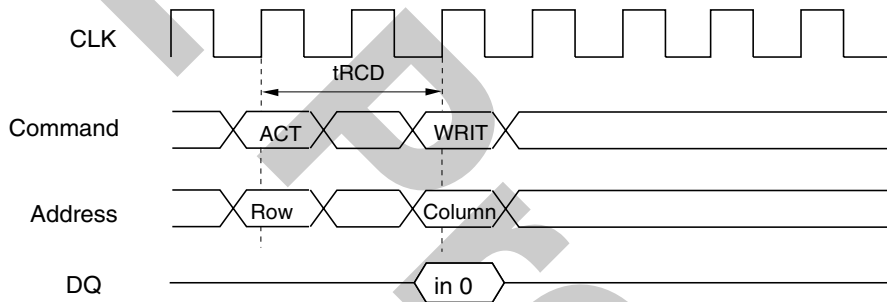 CLK
tRCD
Command ACT WRIT
Address Row Column
DQ in 0